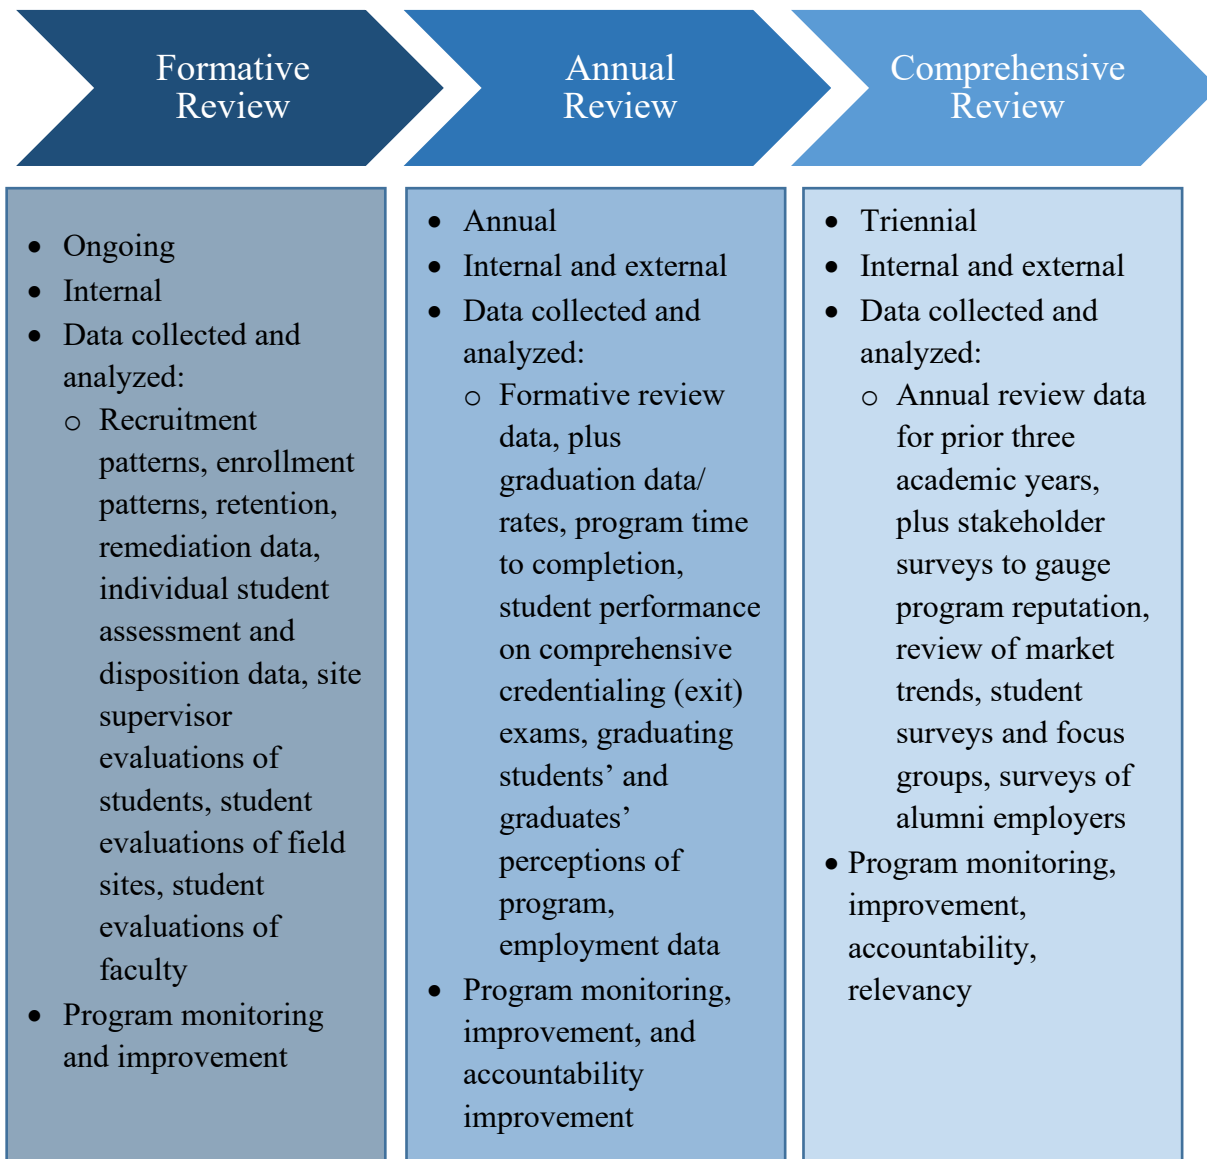 Formative
Review
Annual
Review
Comprehensive
Review
• Ongoing
• Internal
• Data collected and
analyzed:
o Recruitment
patterns, enrollment
patterns, retention,
remediation data,
individual student
assessment and
disposition data, site
supervisor
evaluations of
students, student
evaluations of field
sites, student
evaluations of
faculty
• Program monitoring
and improvement
• Annual
• Internal and external
• Data collected and
analyzed:
o Formative review
data, plus
graduation data/
rates, program time
to completion,
student performance
on comprehensive
credentialing (exit)
exams, graduating
students’ and
graduates’
perceptions of
program,
employment data
• Program monitoring,
improvement, and
accountability
improvement
• Triennial
• Internal and external
• Data collected and
analyzed:
o Annual review data
for prior three
academic years,
plus stakeholder
surveys to gauge
program reputation,
review of market
trends, student
surveys and focus
groups, surveys of
alumni employers
• Program monitoring,
improvement,
accountability,
relevancy